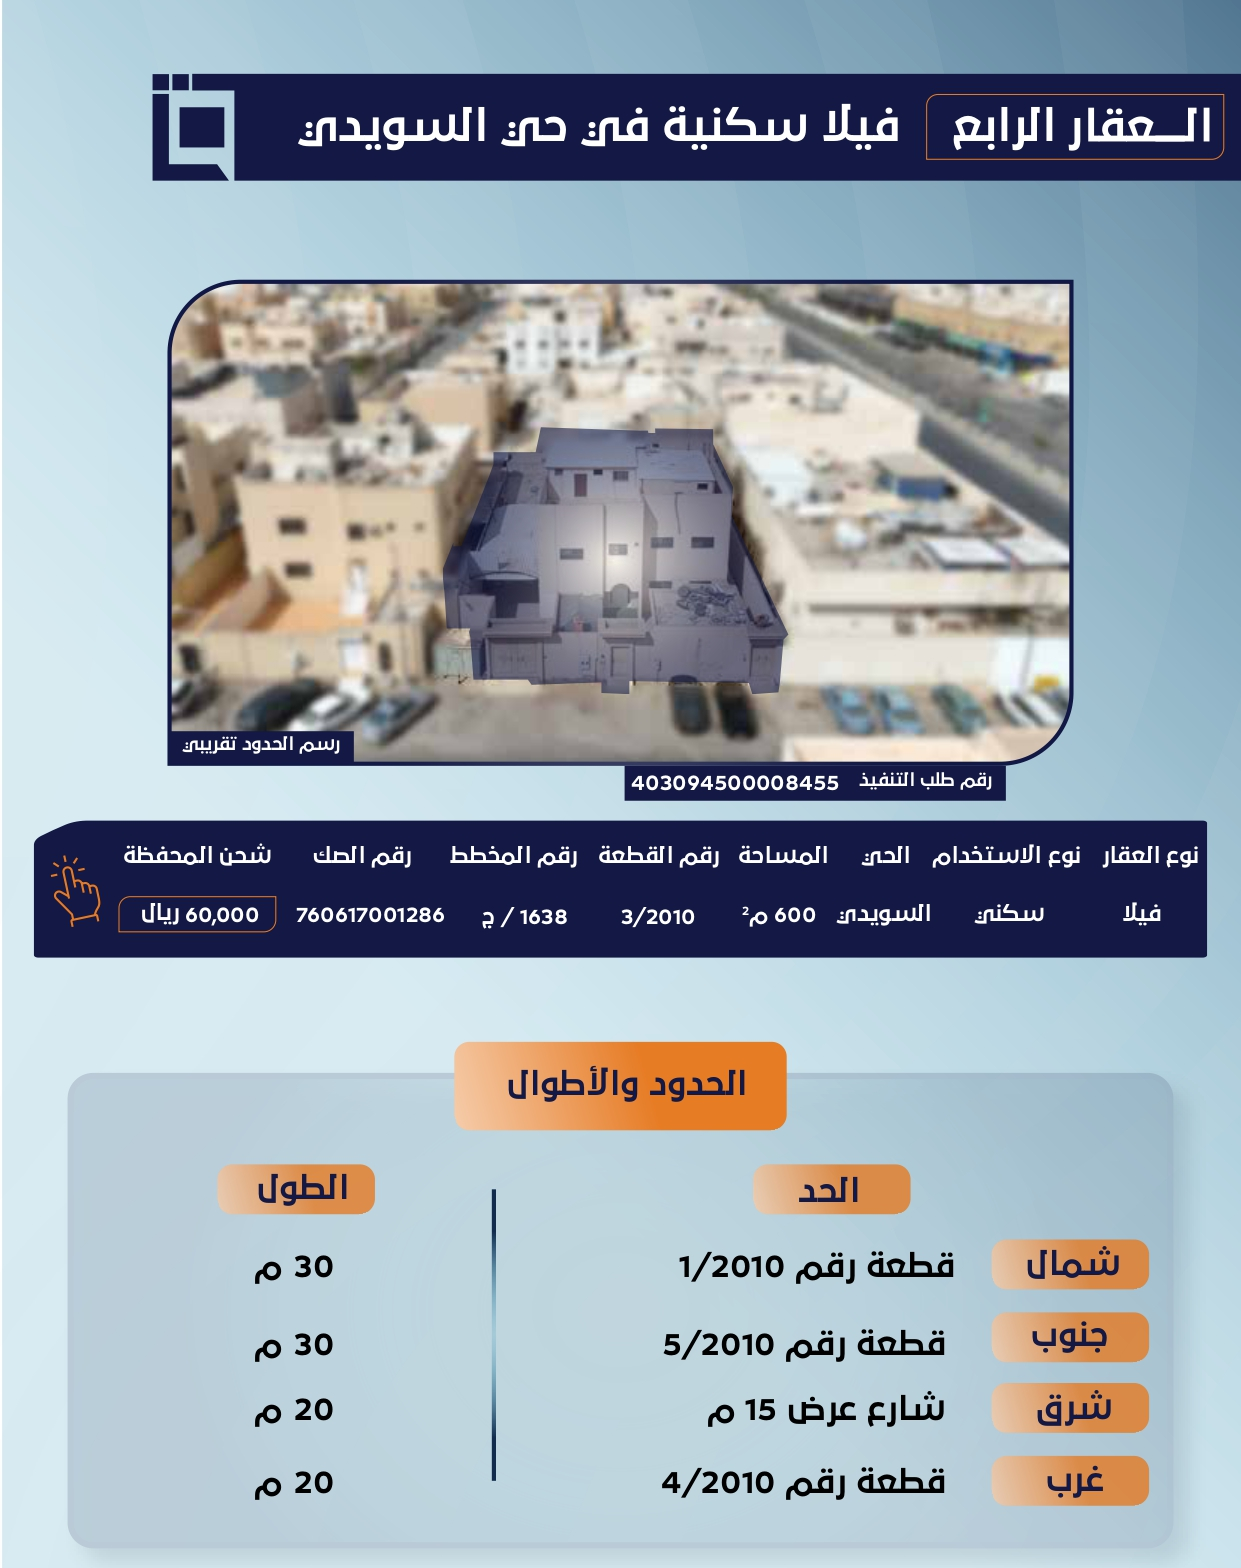 العقار الرابع فيلا سكنية في حي السويدي
رسم الحدود تقريبي
رقم طلب التنفيذ 403094500008455
نوع العقار نوع الاستخدام الحي المساحة رقم القطعة رقم المخطط رقم الصك شحن المحفظة
فيلا سكني السويدي 600 م² 3/2010 1638 / ج 760617001286 60,000 ريال
الحدود والأطوال
الحد الطول
شمال قطعة رقم 1/2010 30 م
جنوب قطعة رقم 5/2010 30 م
شرق شارع عرض 15 م 20 م
غرب قطعة رقم 4/2010 20 م